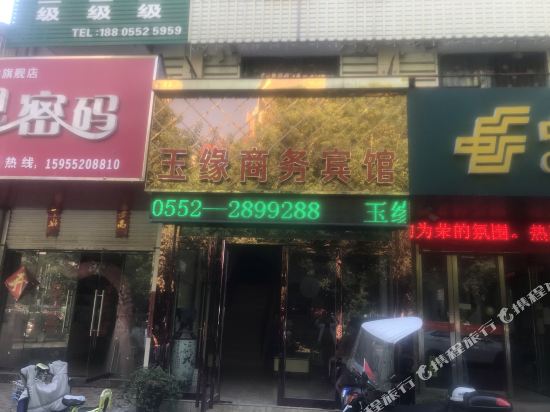 级级级
TEL:188 0552 5959
旗舰店
密码
热线:15955208810
玉缘商务宾馆
0552—2899288 玉缘
为荣的氛围。热
携程旅行